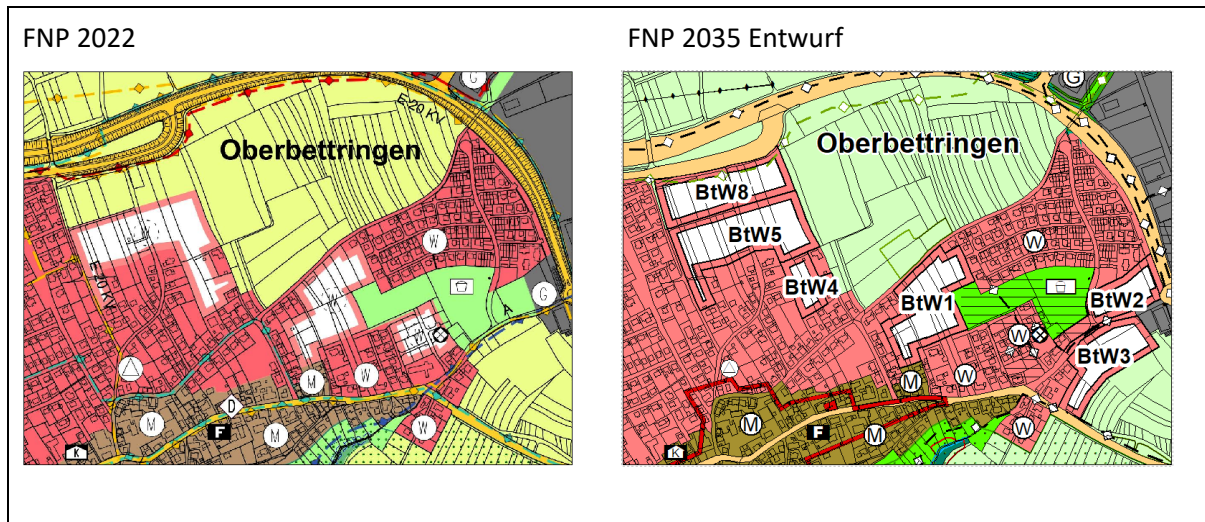 FNP 2022
FNP 2035 Entwurf
E 20 KV
E 20 KV
G
Oberbettringen
W
W
W
W
G
A
M
W
D
M
F
M
W
K
G
Oberbettringen
BtW8
BtW5
BtW4
W
BtW1
BtW2
W
BtW3
M
W
M
F
M
W
K